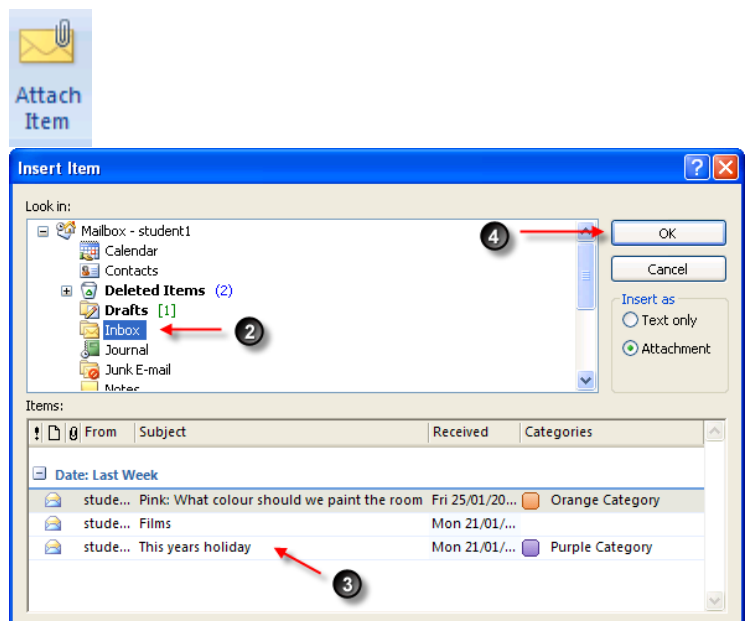 Attach
Item
Insert Item
Look in:
Mailbox - student1
Calendar
Contacts
Deleted Items (2)
Drafts [1]
Inbox
Journal
Junk E-mail
Notes
4
2
OK
Cancel
Insert as
Text only
Attachment
Items:
From Subject Received Categories
Date: Last Week
stude... Pink: What colour should we paint the room Fri 25/01/20... Orange Category
stude... Films Mon 21/01/...
stude... This years holiday Mon 21/01/... Purple Category
3